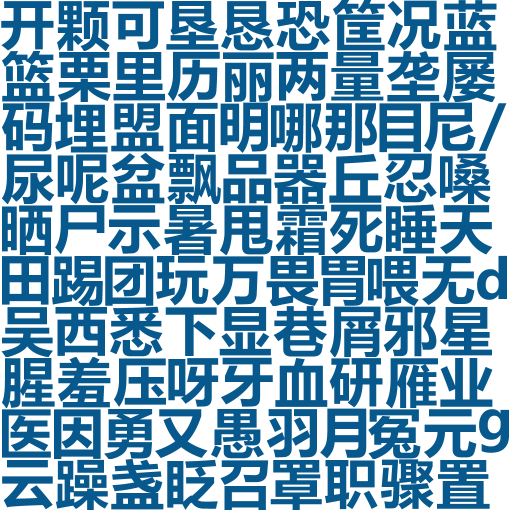 开颗可垦恳恐筐况蓝
篮栗里历丽两量垄屡
码埋盟面明哪那目尼/
尿呢盆飘品器丘忍嗓
晒尸示暑甩霜死睡天
田踢团玩万畏胃喂无d
吴西悉下显巷屑邪星
腥羞压呀牙血研雁业
医因勇又愚羽月冤元g
云躁盏眨召罩职骤置